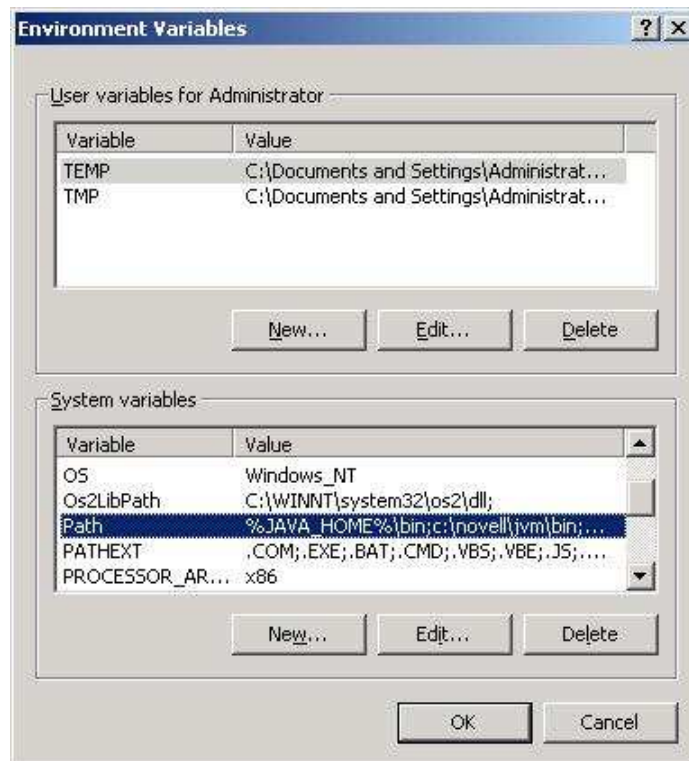 Environment Variables
User variables for Administrator
Variable Value
TEMP C:\Documents and Settings\Administrat...
TMP C:\Documents and Settings\Administrat...
New... Edit... Delete
System variables
Variable Value
OS Windows_NT
Os2LibPath C:\WINNT\system32\os2\dll;
Path %JAVA_HOME%\bin;c:\novell\jvm\bin;...
PATHEXT .COM;.EXE;.BAT;.CMD;.VBS;.VBE;.JS;....
PROCESSOR_AR... x86
New... Edit... Delete
OK Cancel